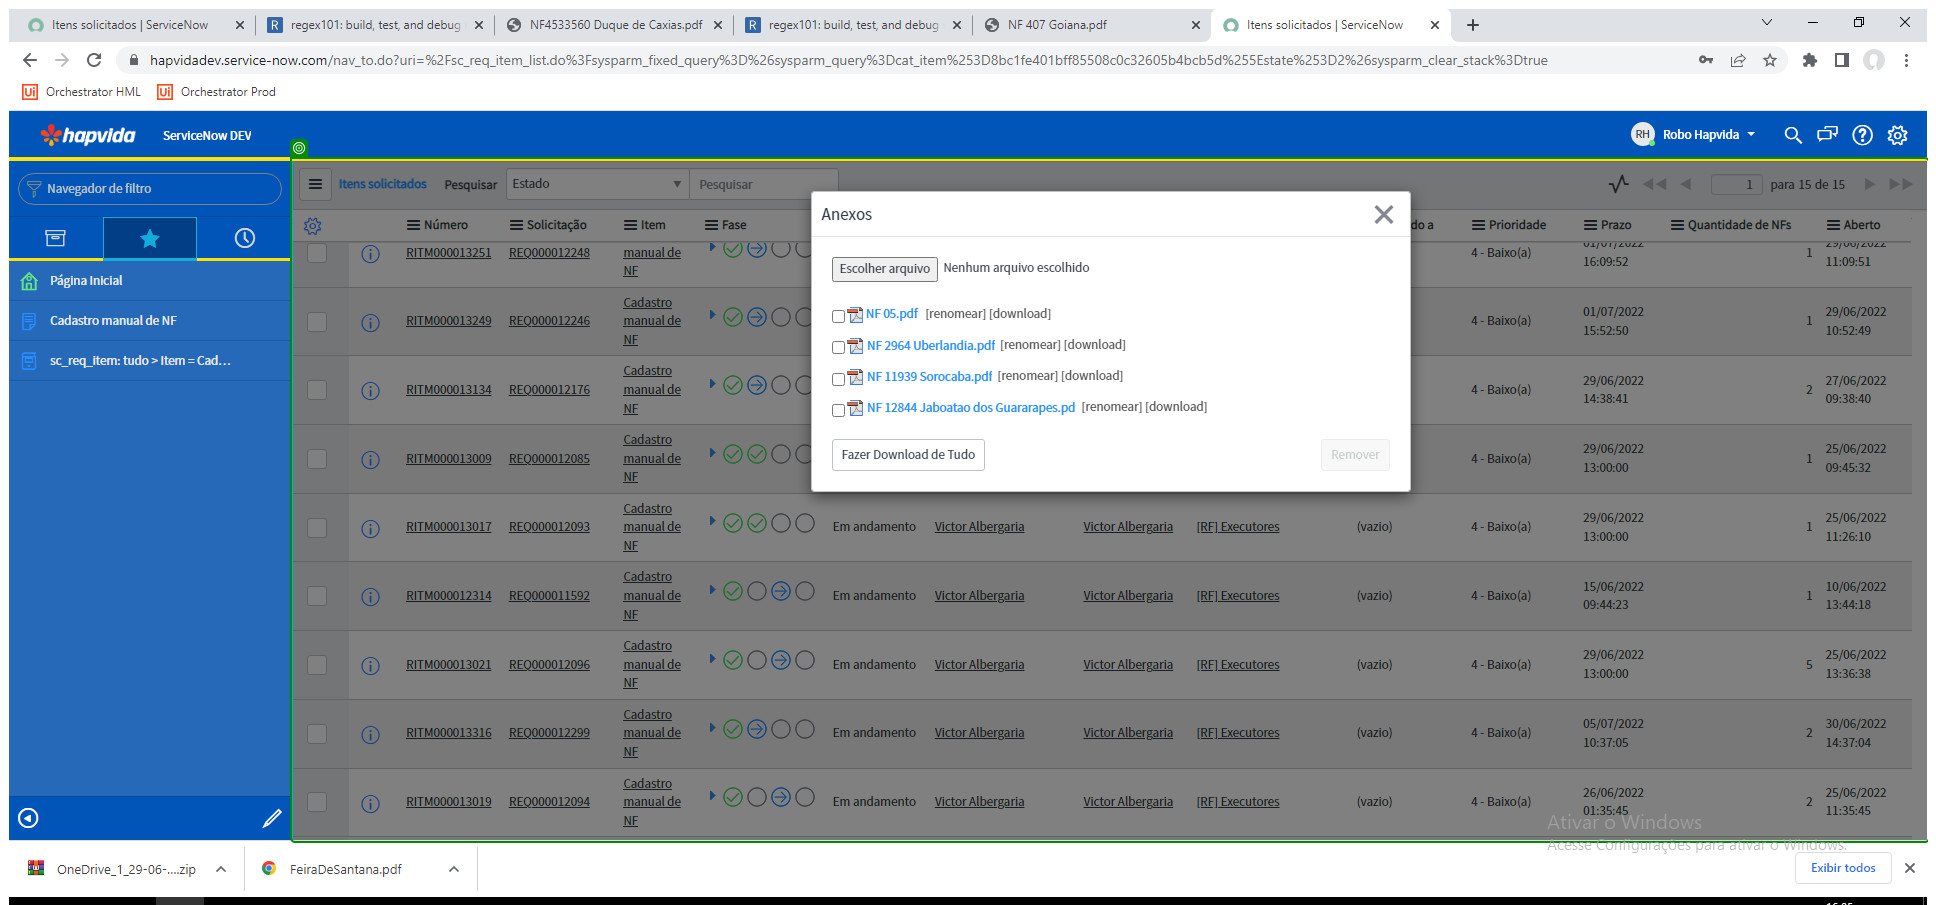 Itens solicitados | ServiceNow
regex101: build, test, and debug
NF4533560 Duque de Caxias.pdf
regex101: build, test, and debug
NF 407 Goiana.pdf
Itens solicitados | ServiceNow
hapvidadev.service-now.com/nav_to.do?uri=%2Fsc_req_item_list.do%3Fsysparm_fixed_query%3D%26sysparm_query%3Dcat_item%253D8bc1fe401bff85508c0c32605b4bcb5d%255Estate%253D2%26sysparm_clear_stack%3Dtrue
Orchestrator HML Orchestrator Prod
hapvida ServiceNow DEV RH Robo Hapvida
Navegador de filtro
Página Inicial
Cadastro manual de NF
sc_req_item: tudo > Item = Cad...
Itens solicitados Pesquisar Estado Pesquisar 1 para 15 de 15
Número Solicitação Item Fase do a Prioridade Prazo Quantidade de NFs Aberto
RITM000013251 REQ000012248 manual de NF 4 - Baixo(a) 01/07/2022 16:09:52 1 29/06/2022 11:09:51
RITM000013249 REQ000012246 Cadastro manual de NF 4 - Baixo(a) 01/07/2022 15:52:50 1 29/06/2022 10:52:49
RITM000013134 REQ000012176 Cadastro manual de NF 4 - Baixo(a) 29/06/2022 14:38:41 2 27/06/2022 09:38:40
RITM000013009 REQ000012085 Cadastro manual de NF 4 - Baixo(a) 29/06/2022 13:00:00 1 25/06/2022 09:45:32
RITM000013017 REQ000012093 Cadastro manual de NF Em andamento Victor Albergaria Victor Albergaria [RF] Executores (vazio) 4 - Baixo(a) 29/06/2022 13:00:00 1 25/06/2022 11:26:10
RITM000012314 REQ000011592 Cadastro manual de NF Em andamento Victor Albergaria Victor Albergaria [RF] Executores (vazio) 4 - Baixo(a) 15/06/2022 09:44:23 1 10/06/2022 13:44:18
RITM000013021 REQ000012096 Cadastro manual de NF Em andamento Victor Albergaria Victor Albergaria [RF] Executores (vazio) 4 - Baixo(a) 29/06/2022 13:00:00 5 25/06/2022 13:36:38
RITM000013316 REQ000012299 Cadastro manual de NF Em andamento Victor Albergaria Victor Albergaria [RF] Executores (vazio) 4 - Baixo(a) 05/07/2022 10:37:05 2 30/06/2022 14:37:04
RITM000013019 REQ000012094 Cadastro manual de NF Em andamento Victor Albergaria Victor Albergaria [RF] Executores (vazio) 4 - Baixo(a) 26/06/2022 01:35:45 2 25/06/2022 11:35:45
Anexos
Escolher arquivo Nenhum arquivo escolhido
NF 05.pdf [renomear] [download]
NF 2964 Uberlandia.pdf [renomear] [download]
NF 11939 Sorocaba.pdf [renomear] [download]
NF 12844 Jaboatao dos Guararapes.pd [renomear] [download]
Fazer Download de Tudo Remover
Ativar o Windows
Acesse Configurações para ativar o Windows.
OneDrive_1_29-06-....zip FeiraDeSantana.pdf Exibir todos